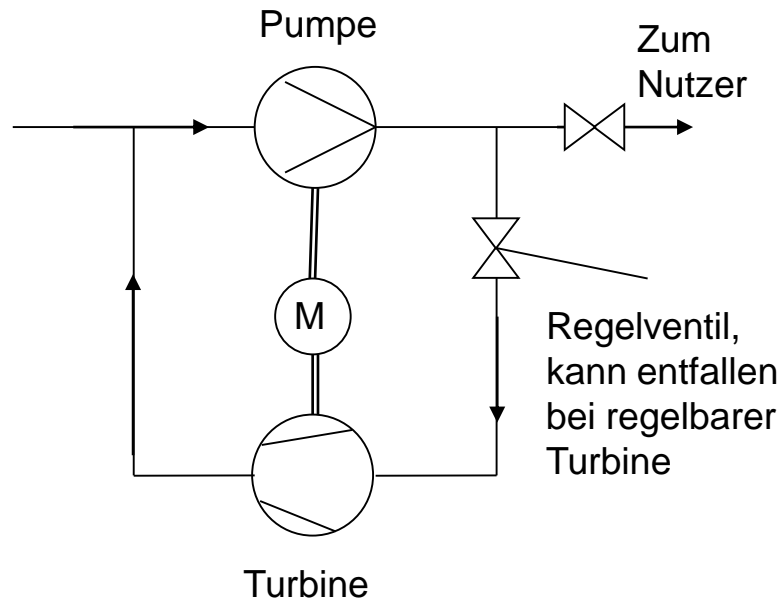 Pumpe
Zum
Nutzer
M
Regelventil,
kann entfallen
bei regelbarer
Turbine
Turbine